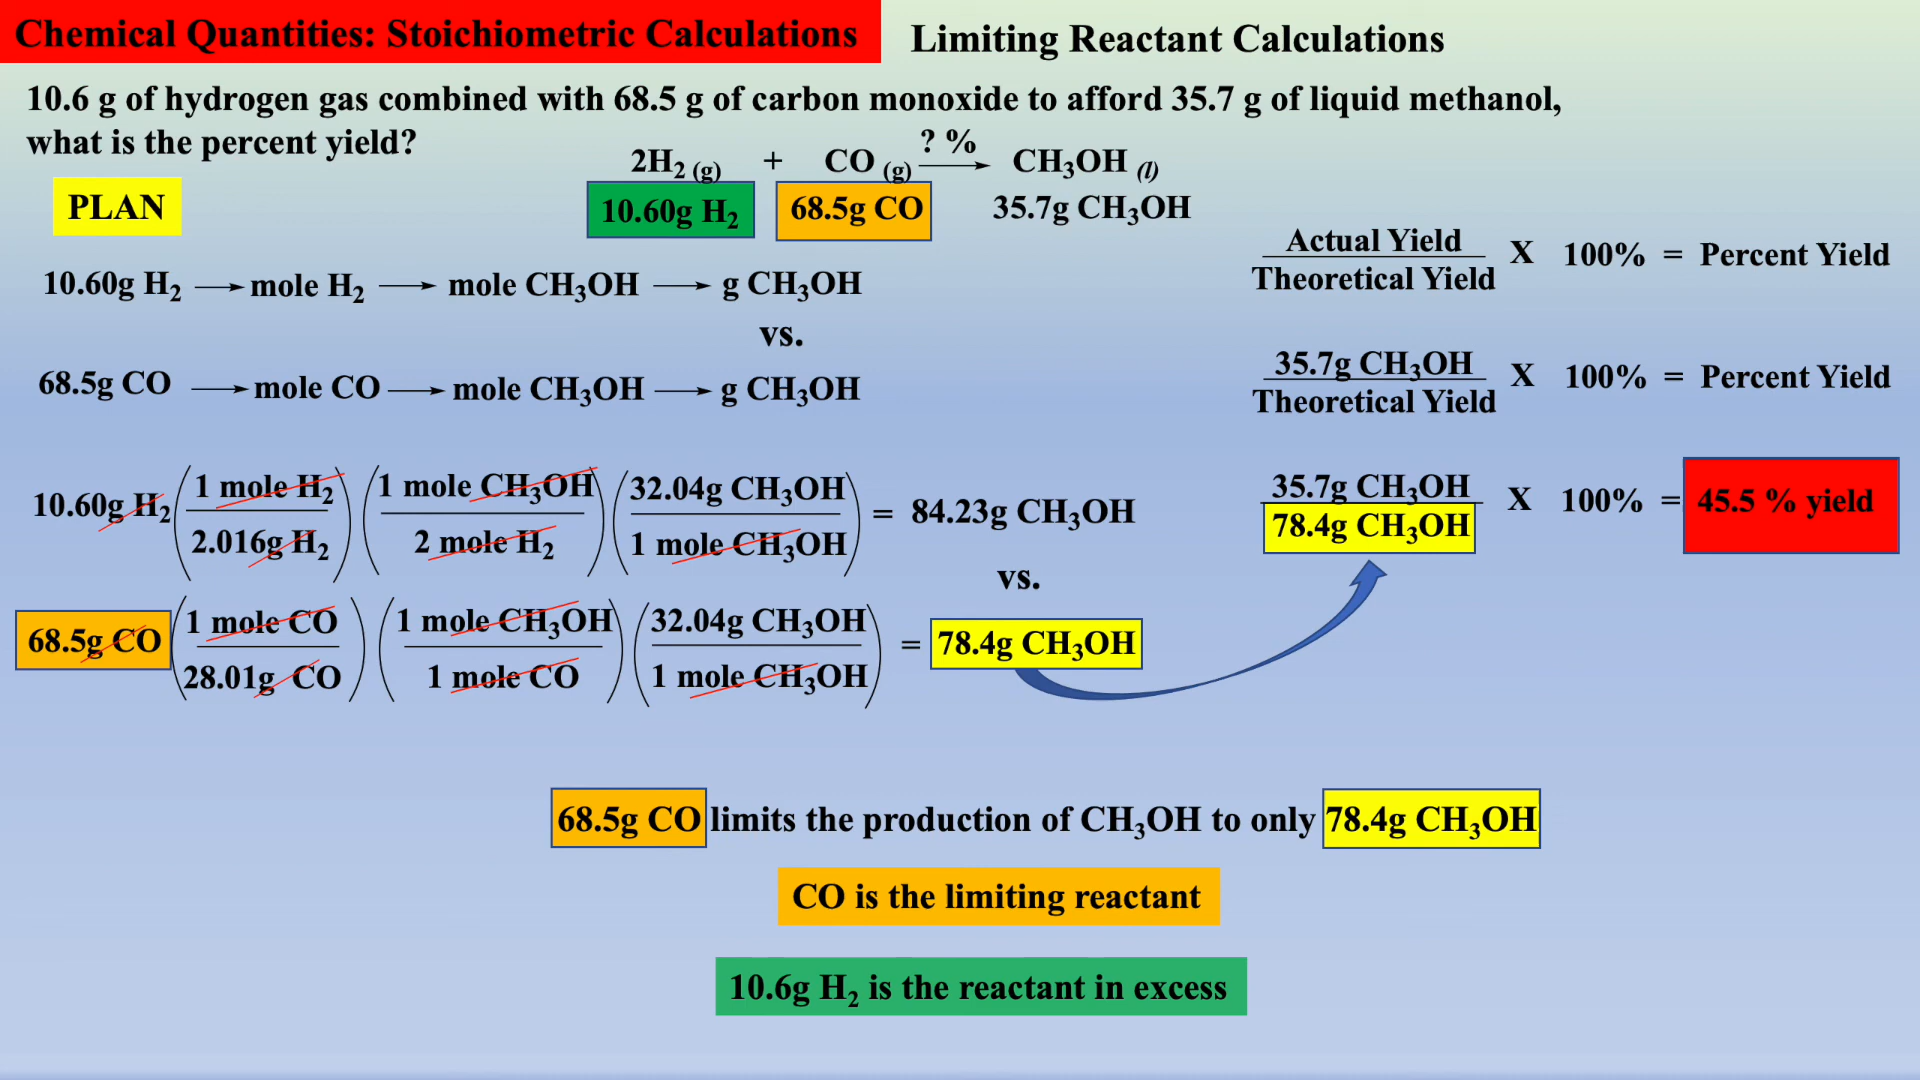 Chemical Quantities: Stoichiometric Calculations
Limiting Reactant Calculations
10.6 g of hydrogen gas combined with 68.5 g of carbon monoxide to afford 35.7 g of liquid methanol,
what is the percent yield?
? %
2H₂ (g) + CO (g) ⟶ CH₃OH (l)
PLAN
10.60g H₂
68.5g CO
35.7g CH₃OH
10.60g H₂ ⟶ mole H₂ ⟶ mole CH₃OH ⟶ g CH₃OH
vs.
68.5g CO ⟶ mole CO ⟶ mole CH₃OH ⟶ g CH₃OH
Actual Yield
Theoretical Yield
X 100% = Percent Yield
35.7g CH₃OH
Theoretical Yield
X 100% = Percent Yield
10.60g H₂
1 mole H₂
2.016g H₂
1 mole CH₃OH
2 mole H₂
32.04g CH₃OH
1 mole CH₃OH
= 84.23g CH₃OH
vs.
68.5g CO
1 mole CO
28.01g CO
1 mole CH₃OH
1 mole CO
32.04g CH₃OH
1 mole CH₃OH
= 78.4g CH₃OH
35.7g CH₃OH
78.4g CH₃OH
X 100% = 45.5 % yield
68.5g CO limits the production of CH₃OH to only 78.4g CH₃OH
CO is the limiting reactant
10.6g H₂ is the reactant in excess